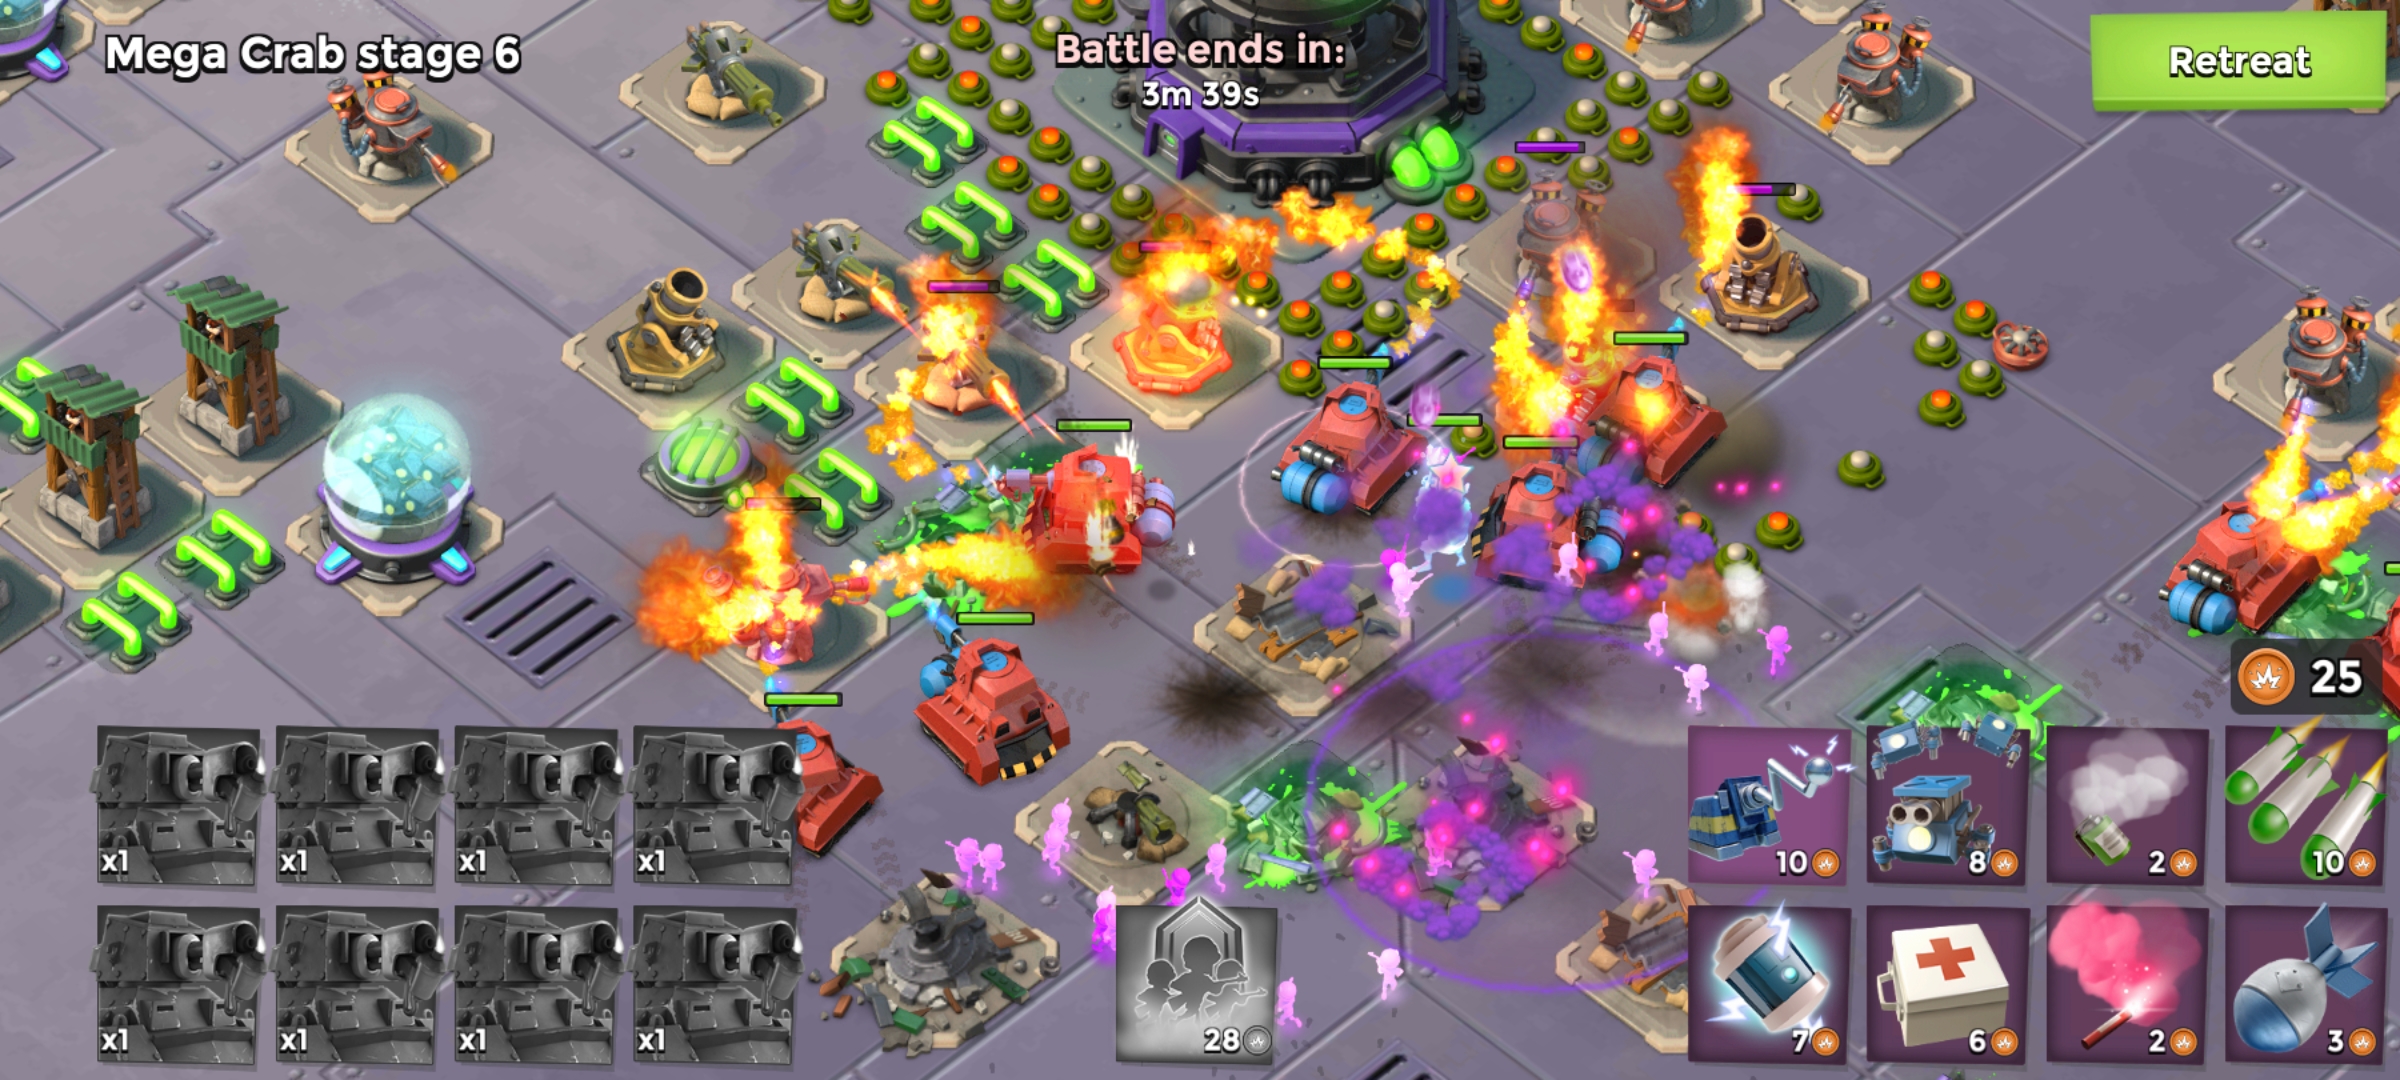 Mega Crab stage 6
Battle ends in:
3m 39s
Retreat
25
x1
x1
x1
x1
10
8
2
10
x1
x1
x1
x1
28
7
6
2
3